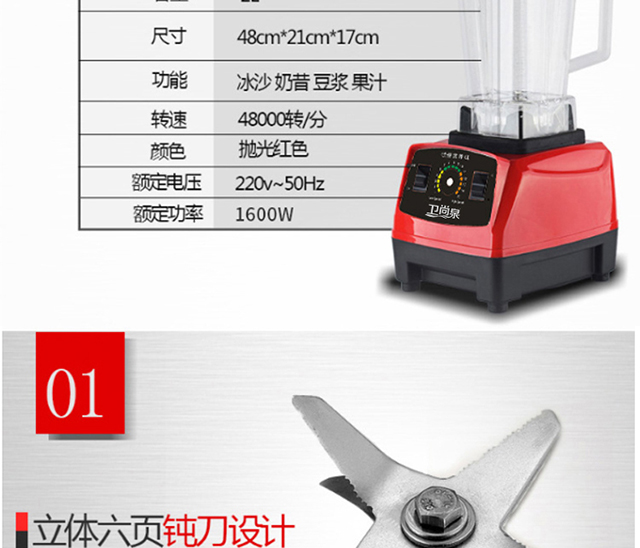 尺寸 48cm*21cm*17cm
功能 冰沙 奶昔 豆浆 果汁
转速 48000转/分
颜色 抛光红色
额定电压 220v~50Hz
额定功率 1600W
卫尚泉
01
立体六页钝刀设计